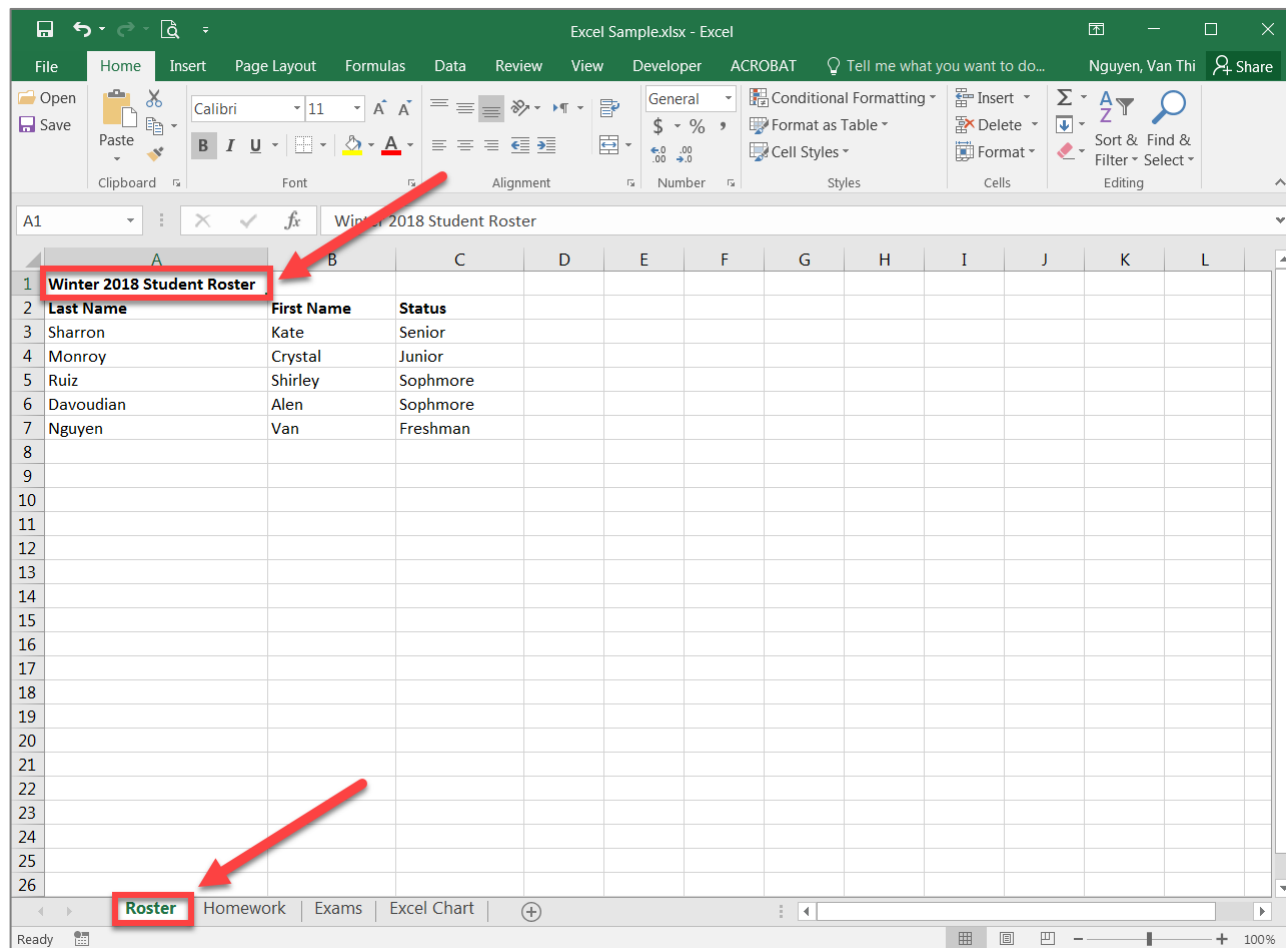 Excel Sample.xlsx - Excel
File Home Insert Page Layout Formulas Data Review View Developer ACROBAT Tell me what you want to do... Nguyen, Van Thi Share
Open
Save
Paste
Clipboard
Calibri 11
B I U
Font
Alignment
General
$ % ,
Number
Conditional Formatting
Format as Table
Cell Styles
Styles
Insert
Delete
Format
Cells
Sort & Filter
Find & Select
Editing
A1 fx Winter 2018 Student Roster
A B C D E F G H I J K L
1 Winter 2018 Student Roster
2 Last Name First Name Status
3 Sharron Kate Senior
4 Monroy Crystal Junior
5 Ruiz Shirley Sophmore
6 Davoudian Alen Sophmore
7 Nguyen Van Freshman
8
9
10
11
12
13
14
15
16
17
18
19
20
21
22
23
24
25
26
Roster Homework Exams Excel Chart
Ready 100%